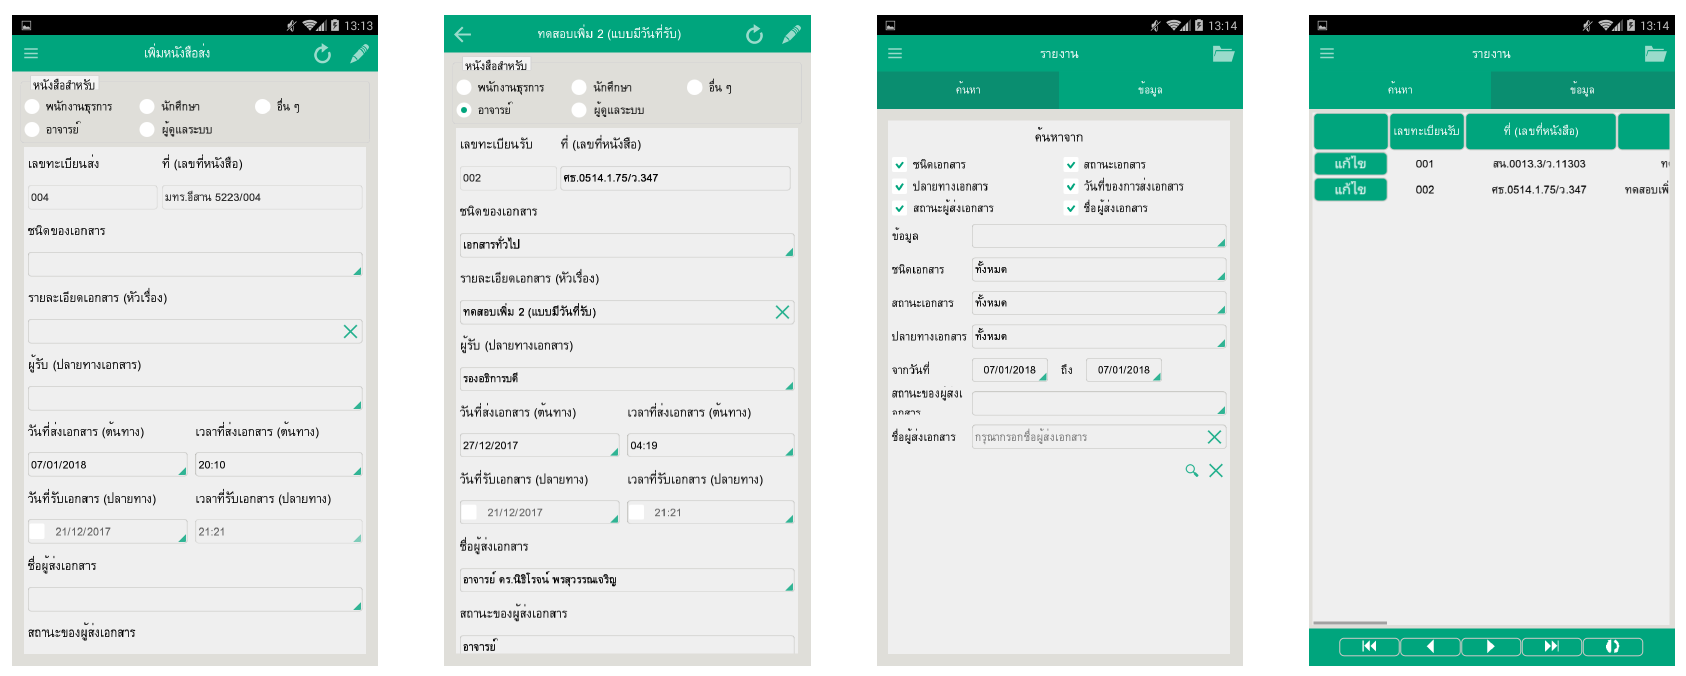 13:13
เพิ่มหนังสือส่ง
หนังสือสำหรับ
พนักงานธุรการ นักศึกษา อื่น ๆ
อาจารย์ ผู้ดูแลระบบ
เลขทะเบียนส่ง ที่ (เลขที่หนังสือ)
004 มทร.อีสาน 5223/004
ชนิดของเอกสาร
รายละเอียดเอกสาร (หัวเรื่อง)
ผู้รับ (ปลายทางเอกสาร)
วันที่ส่งเอกสาร (ต้นทาง) เวลาที่ส่งเอกสาร (ต้นทาง)
07/01/2018 20:10
วันที่รับเอกสาร (ปลายทาง) เวลาที่รับเอกสาร (ปลายทาง)
21/12/2017 21:21
ชื่อผู้ส่งเอกสาร
สถานะของผู้ส่งเอกสาร
ทดสอบเพิ่ม 2 (แบบมีวันที่รับ)
หนังสือสำหรับ
พนักงานธุรการ นักศึกษา อื่น ๆ
อาจารย์ ผู้ดูแลระบบ
เลขทะเบียนรับ ที่ (เลขที่หนังสือ)
002 ศธ.0514.1.75/ว.347
ชนิดของเอกสาร
เอกสารทั่วไป
รายละเอียดเอกสาร (หัวเรื่อง)
ทดสอบเพิ่ม 2 (แบบมีวันที่รับ)
ผู้รับ (ปลายทางเอกสาร)
รองอธิการบดี
วันที่ส่งเอกสาร (ต้นทาง) เวลาที่ส่งเอกสาร (ต้นทาง)
27/12/2017 04:19
วันที่รับเอกสาร (ปลายทาง) เวลาที่รับเอกสาร (ปลายทาง)
21/12/2017 21:21
ชื่อผู้ส่งเอกสาร
อาจารย์ ดร.นิธิโรจน์ พรสุวรรณเจริญ
สถานะของผู้ส่งเอกสาร
อาจารย์
13:14
รายงาน
ค้นหา ข้อมูล
ค้นหาจาก
ชนิดเอกสาร สถานะเอกสาร
ปลายทางเอกสาร วันที่ของการส่งเอกสาร
สถานะผู้ส่งเอกสาร ชื่อผู้ส่งเอกสาร
ข้อมูล
ชนิดเอกสาร ทั้งหมด
สถานะเอกสาร ทั้งหมด
ปลายทางเอกสาร ทั้งหมด
จากวันที่ 07/01/2018 ถึง 07/01/2018
สถานะของผู้ส่งเ
อกสาร
ชื่อผู้ส่งเอกสาร กรุณากรอกชื่อผู้ส่งเอกสาร
13:14
รายงาน
ค้นหา ข้อมูล
เลขทะเบียนรับ ที่ (เลขที่หนังสือ)
แก้ไข 001 สน.0013.3/ว.11303 ท
แก้ไข 002 ศธ.0514.1.75/ว.347 ทดสอบเพิ่